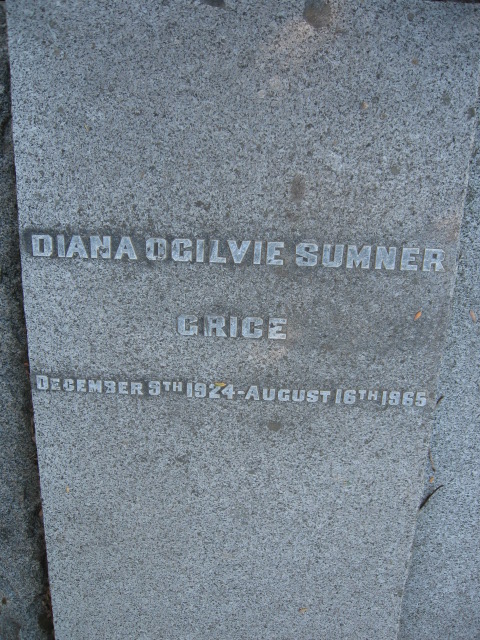 DIANA OGILVIE SUMNER
GRICE
DECEMBER 5TH 1924-AUGUST 16TH 1965